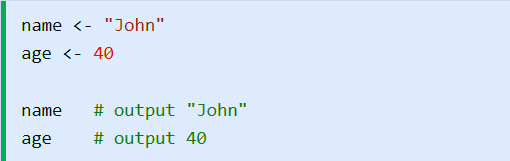 name <- "John"
age <- 40
name   # output "John"
age    # output 40